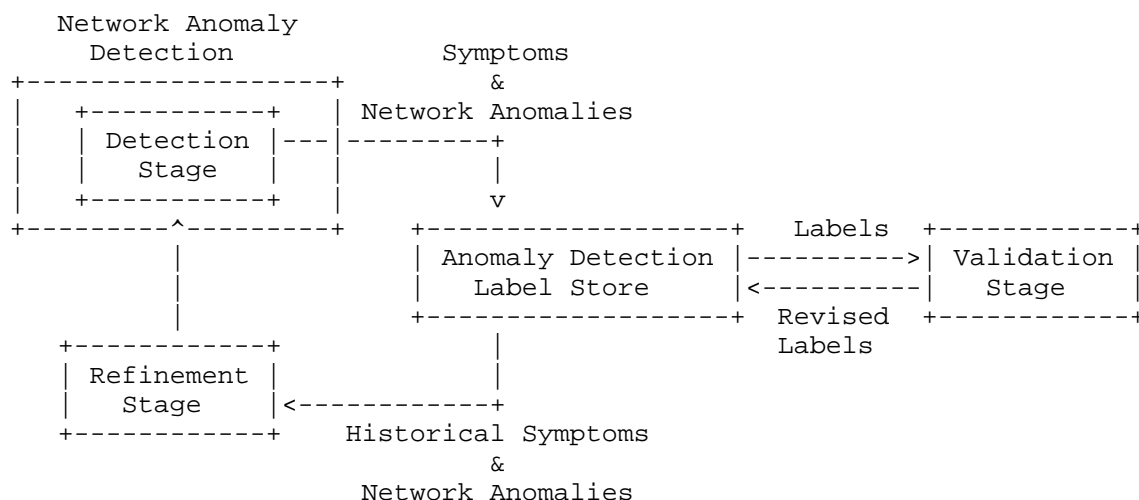 Network Anomaly
Detection
Symptoms
&
Network Anomalies
Detection
Stage
Labels
Anomaly Detection
Label Store
Validation
Stage
Revised
Labels
Refinement
Stage
Historical Symptoms
&
Network Anomalies